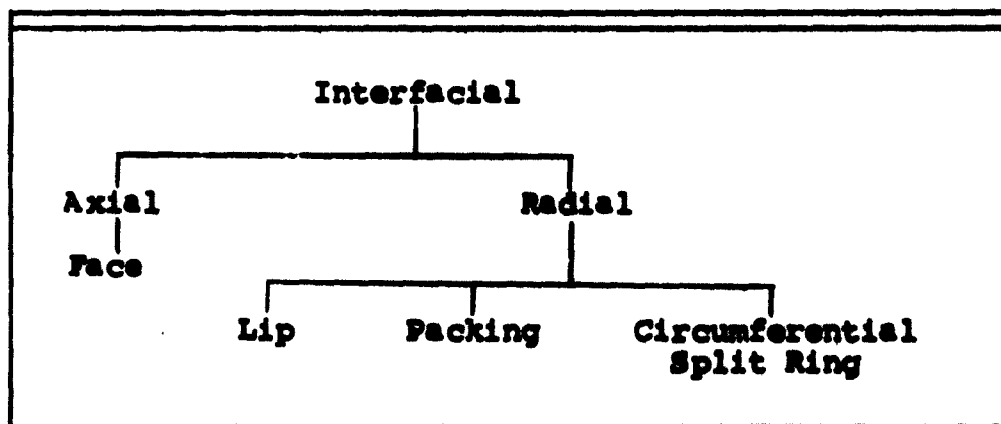 Interfacial
Axial Radial
Face
Lip Packing Circumferential
Split Ring